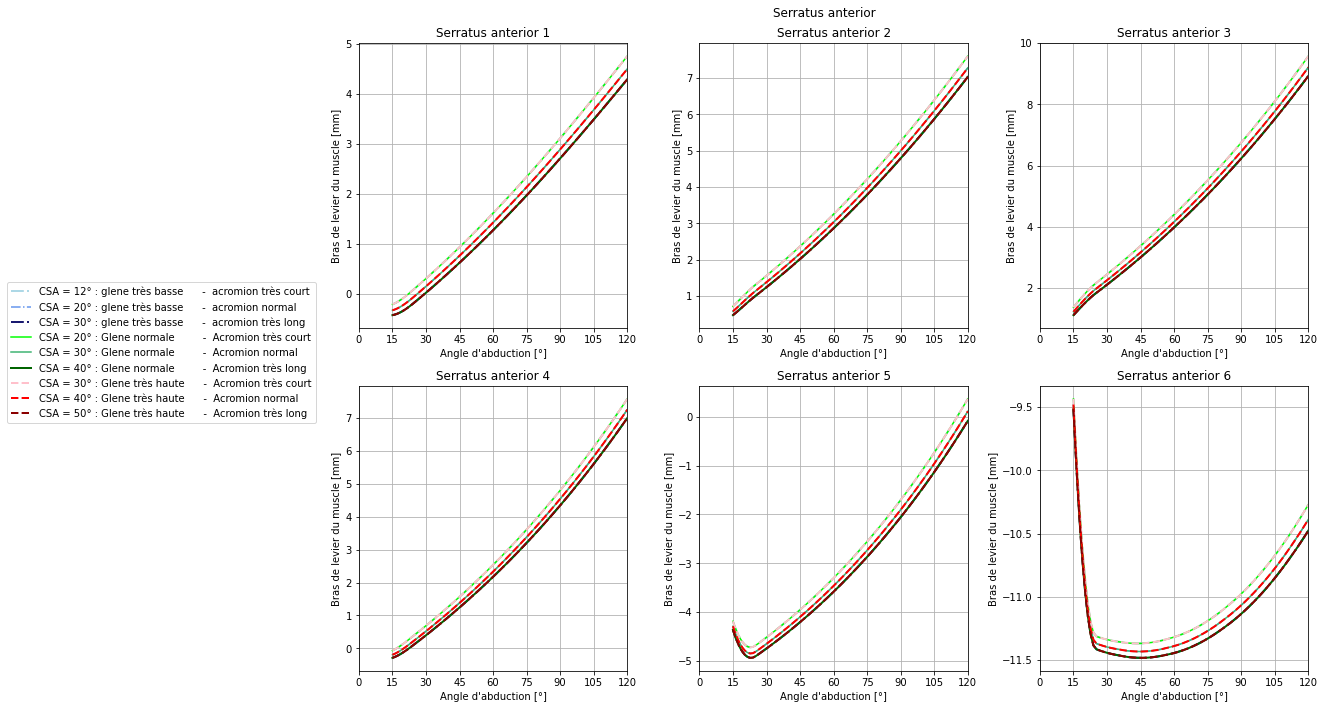 Serratus anterior
Serratus anterior 1
Serratus anterior 2
Serratus anterior 3
Bras de levier du muscle [mm]
5
4
3
2
1
0
0 15 30 45 60 75 90 105 120
Angle d'abduction [°]
Bras de levier du muscle [mm]
7
6
5
4
3
2
1
0 15 30 45 60 75 90 105 120
Angle d'abduction [°]
Bras de levier du muscle [mm]
10
8
6
4
2
0 15 30 45 60 75 90 105 120
Angle d'abduction [°]
CSA = 12° : glene très basse - acromion très court
CSA = 20° : glene très basse - acromion normal
CSA = 30° : glene très basse - acromion très long
CSA = 20° : Glene normale - Acromion très court
CSA = 30° : Glene normale - Acromion normal
CSA = 40° : Glene normale - Acromion très long
CSA = 30° : Glene très haute - Acromion très court
CSA = 40° : Glene très haute - Acromion normal
CSA = 50° : Glene très haute - Acromion très long
Serratus anterior 4
Serratus anterior 5
Serratus anterior 6
Bras de levier du muscle [mm]
7
6
5
4
3
2
1
0
0 15 30 45 60 75 90 105 120
Angle d'abduction [°]
Bras de levier du muscle [mm]
0
−1
−2
−3
−4
−5
0 15 30 45 60 75 90 105 120
Angle d'abduction [°]
Bras de levier du muscle [mm]
−9.5
−10.0
−10.5
−11.0
−11.5
0 15 30 45 60 75 90 105 120
Angle d'abduction [°]